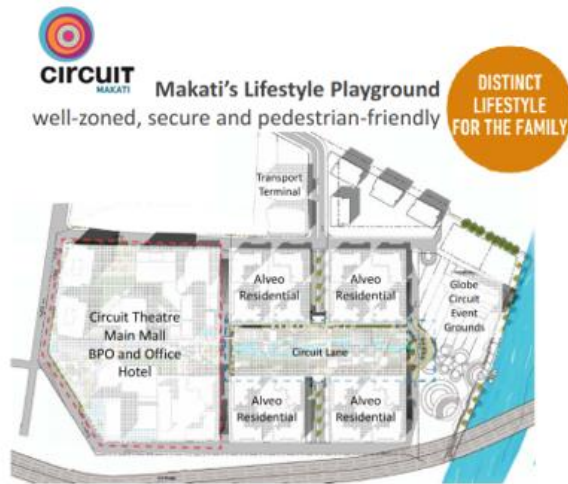 CIRCUIT
MAKATI
Makati's Lifestyle Playground
well-zoned, secure and pedestrian-friendly
DISTINCT
LIFESTYLE
FOR THE FAMILY
Transport
Terminal
Alveo
Residential
Alveo
Residential
Globe
Circuit
Event
Grounds
Circuit Theatre
Main Mall
BPO and Office
Hotel
Circuit Lane
Alveo
Residential
Alveo
Residential